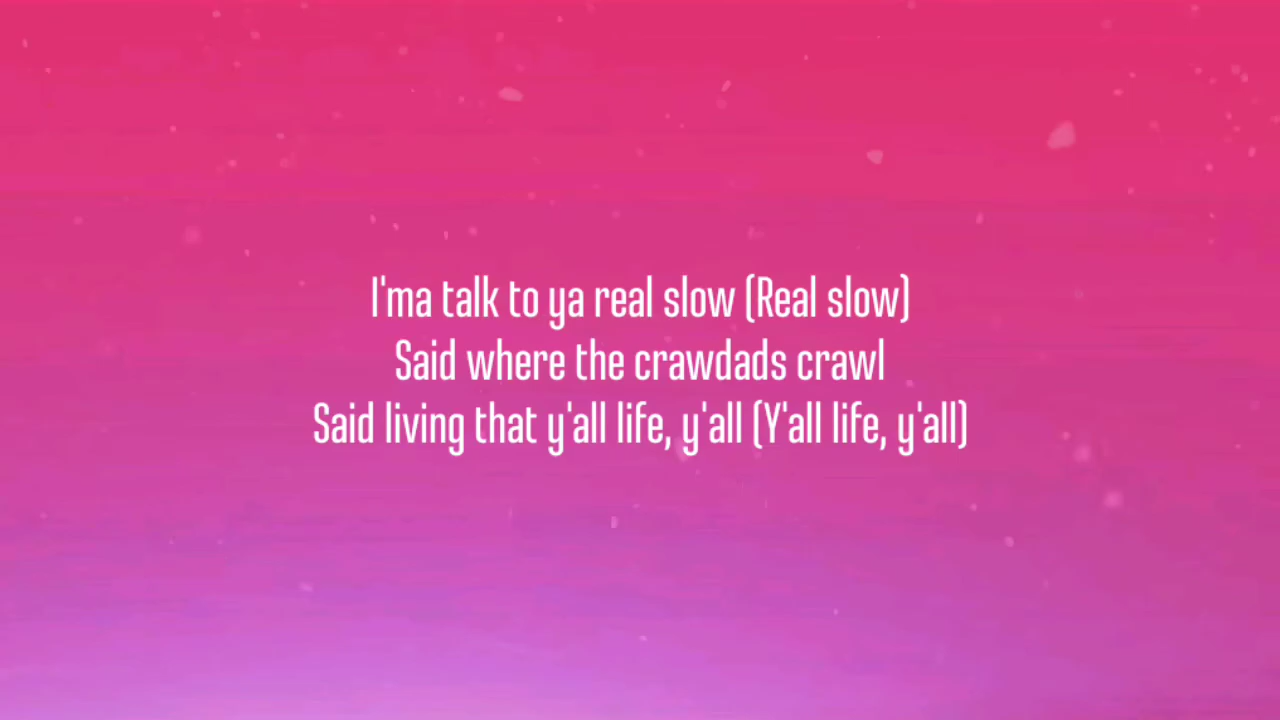 I'ma talk to ya real slow (Real slow)
Said where the crawdads crawl
Said living that y'all life, y'all (Y'all life, y'all)